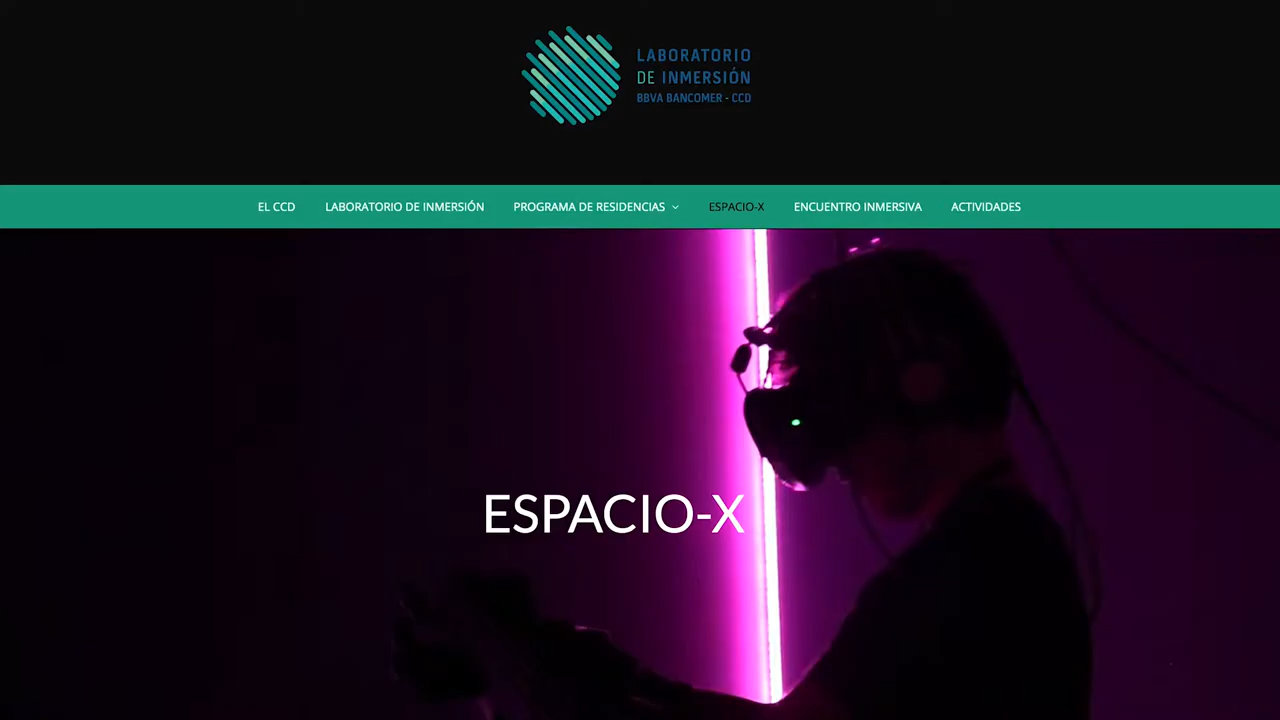 LABORATORIO
DE INMERSIÓN
BBVA BANCOMER - CCD
EL CCD LABORATORIO DE INMERSIÓN PROGRAMA DE RESIDENCIAS ESPACIO-X ENCUENTRO INMERSIVA ACTIVIDADES
ESPACIO-X